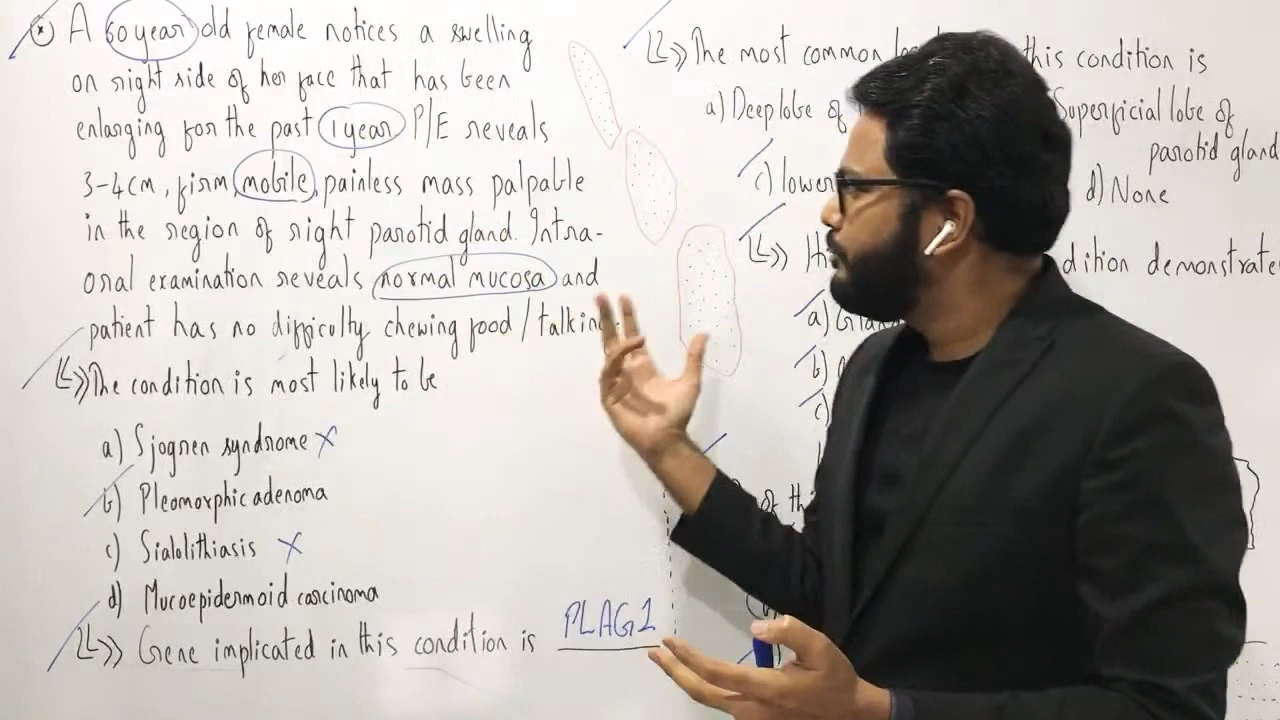 A 60 year old female notices a swelling
on right side of her face that has been
enlarging for the past 1 year P/E reveals
3-4cm, firm, mobile, painless mass palpable
in the region of right parotid gland. Intra-
oral examination reveals normal mucosa and
patient has no difficulty chewing food / talking
The condition is most likely to be
a) Sjogren syndrome X
b) Pleomorphic adenoma
c) Sialolithiasis X
d) Mucoepidermoid carcinoma
Gene implicated in this condition is PLAG1
The most common this condition is
a) Deep lobe of Superficial lobe of
parotid gland
c) lower d) None
dition demonstrate
a)
b)
c)
of this